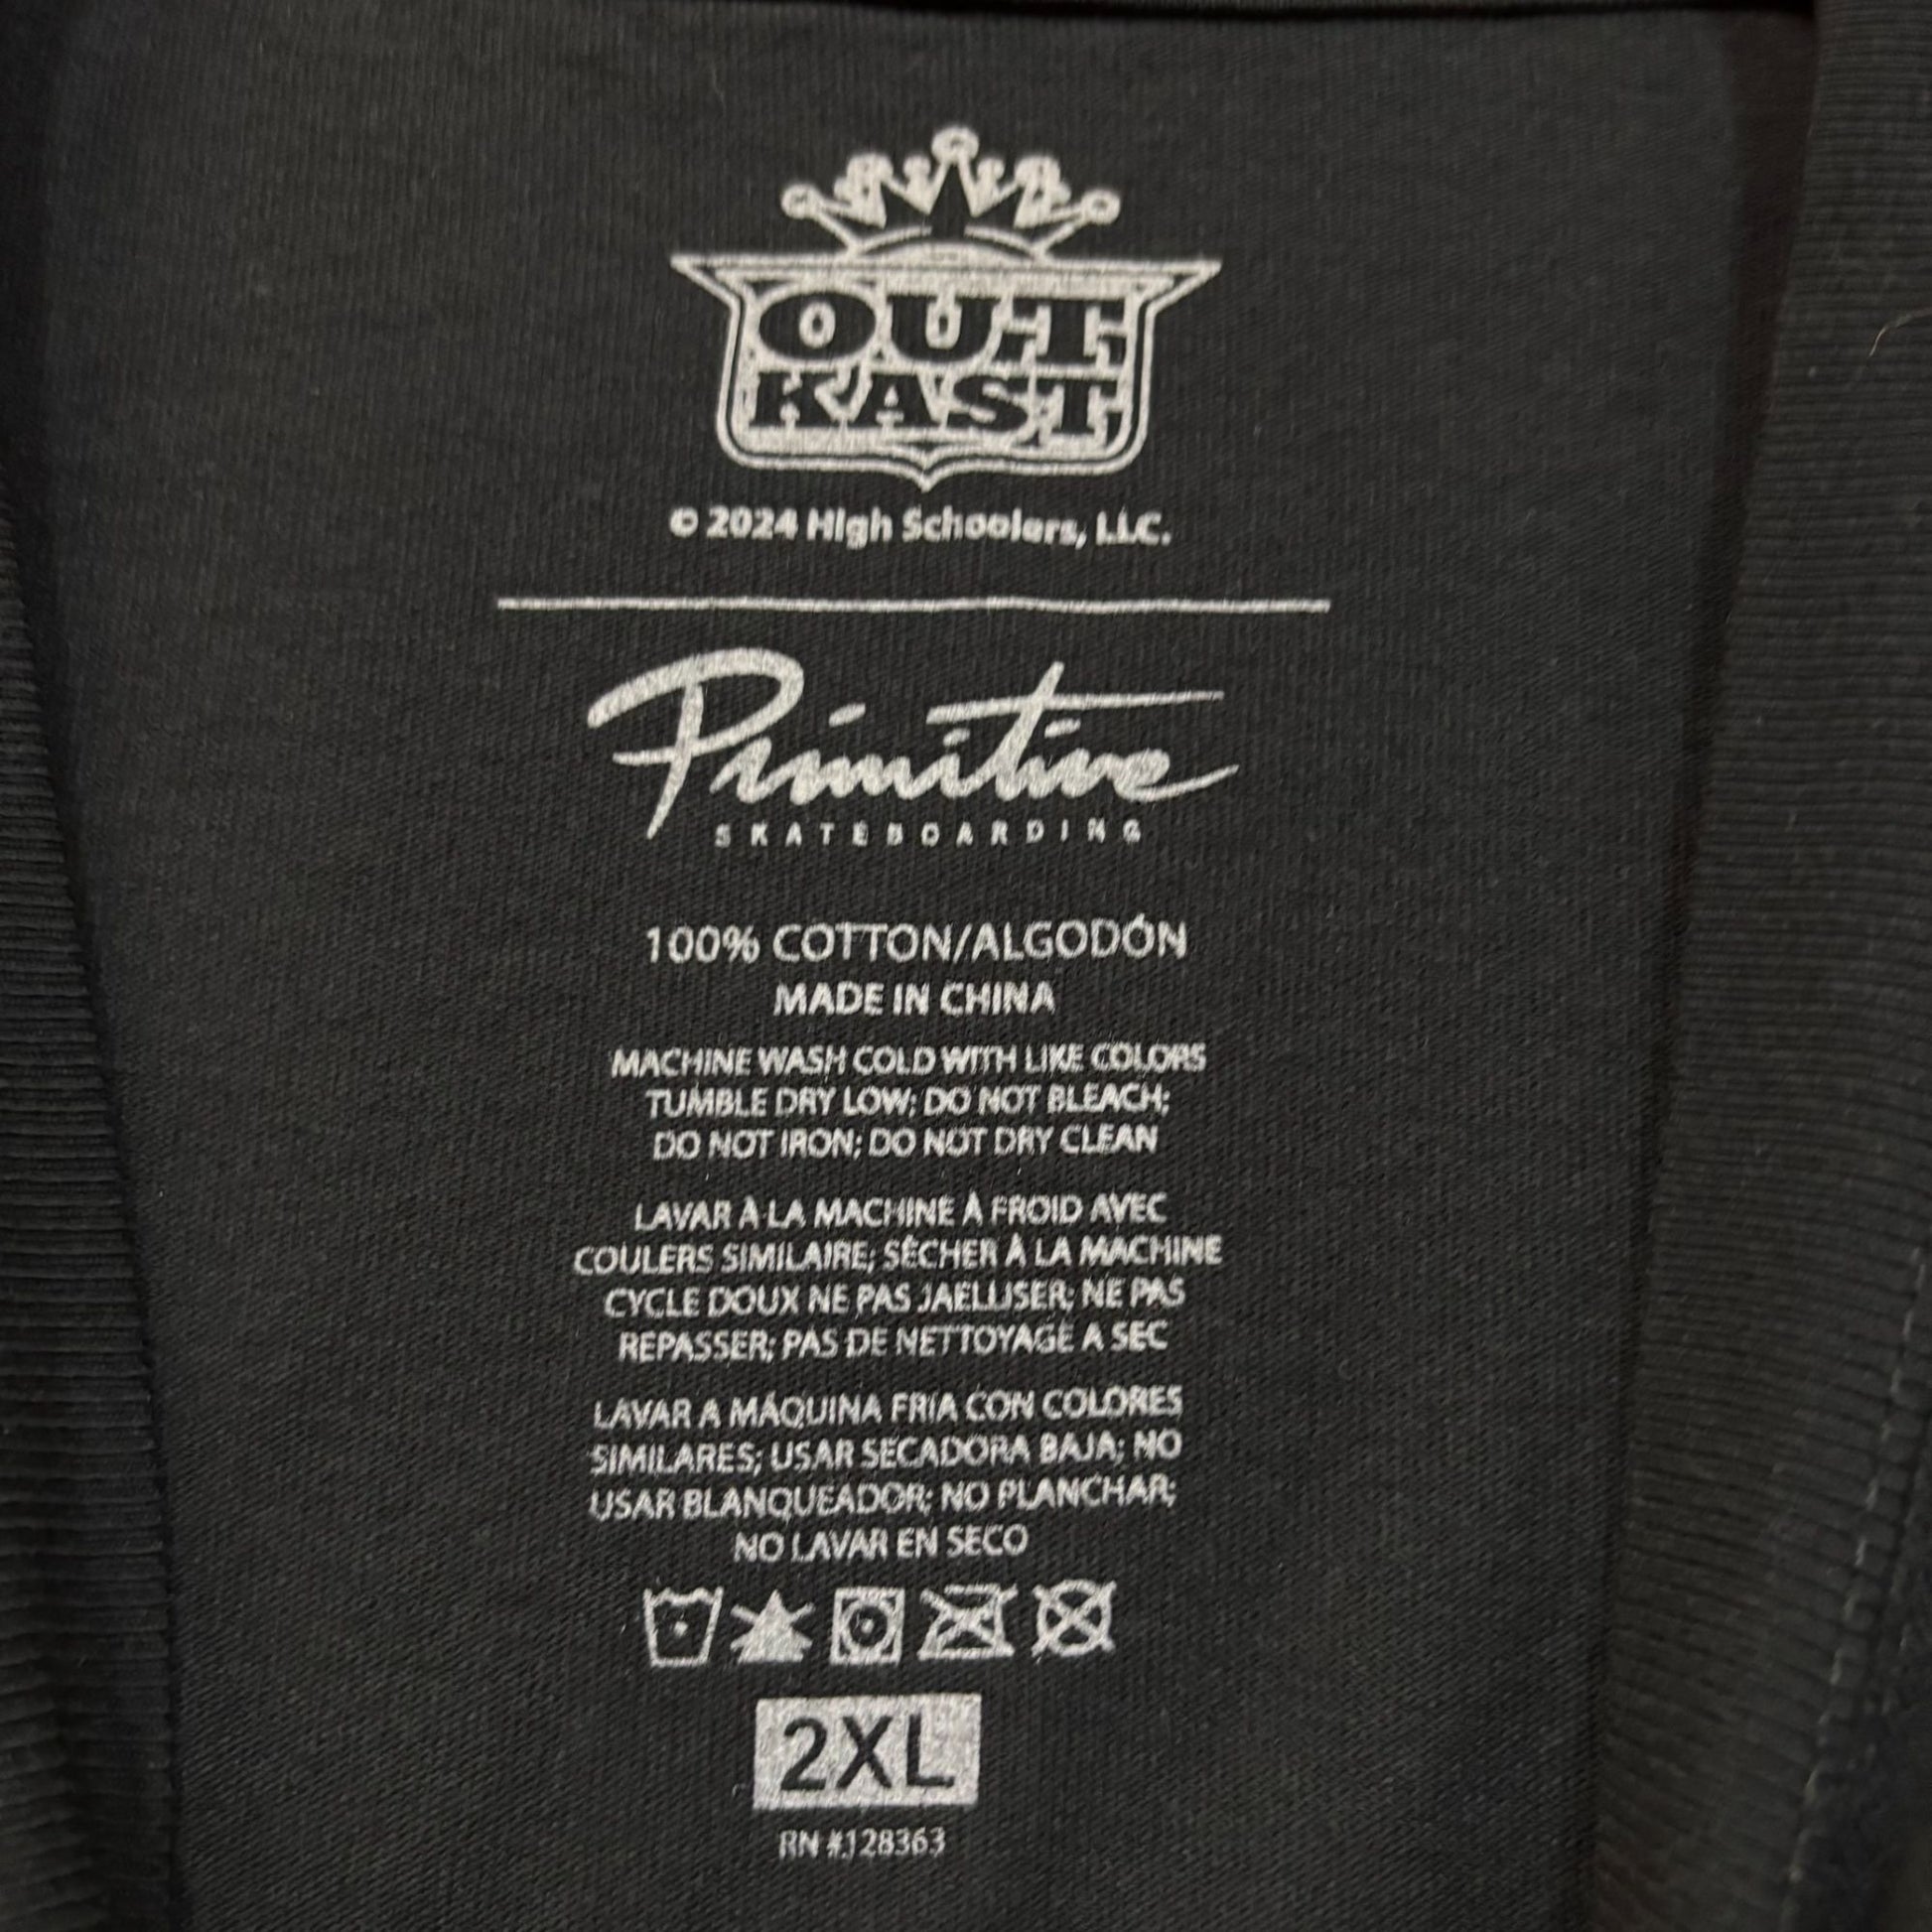 OUT
KAST
© 2024 High Schoolers, LLC.
Primitive
SKATEBOARDING
100% COTTON/ALGODÓN
MADE IN CHINA
MACHINE WASH COLD WITH LIKE COLORS
TUMBLE DRY LOW; DO NOT BLEACH;
DO NOT IRON; DO NOT DRY CLEAN
LAVAR À LA MACHINE À FROID AVEC
COULERS SIMILAIRE; SÉCHER À LA MACHINE
CYCLE DOUX NE PAS JAELLISER; NE PAS
REPASSER; PAS DE NETTOYAGE A SEC
LAVAR A MÁQUINA FRIA CON COLORES
SIMILARES; USAR SECADORA BAJA; NO
USAR BLANQUEADOR; NO PLANCHAR;
NO LAVAR EN SECO
2XL
RN #128363